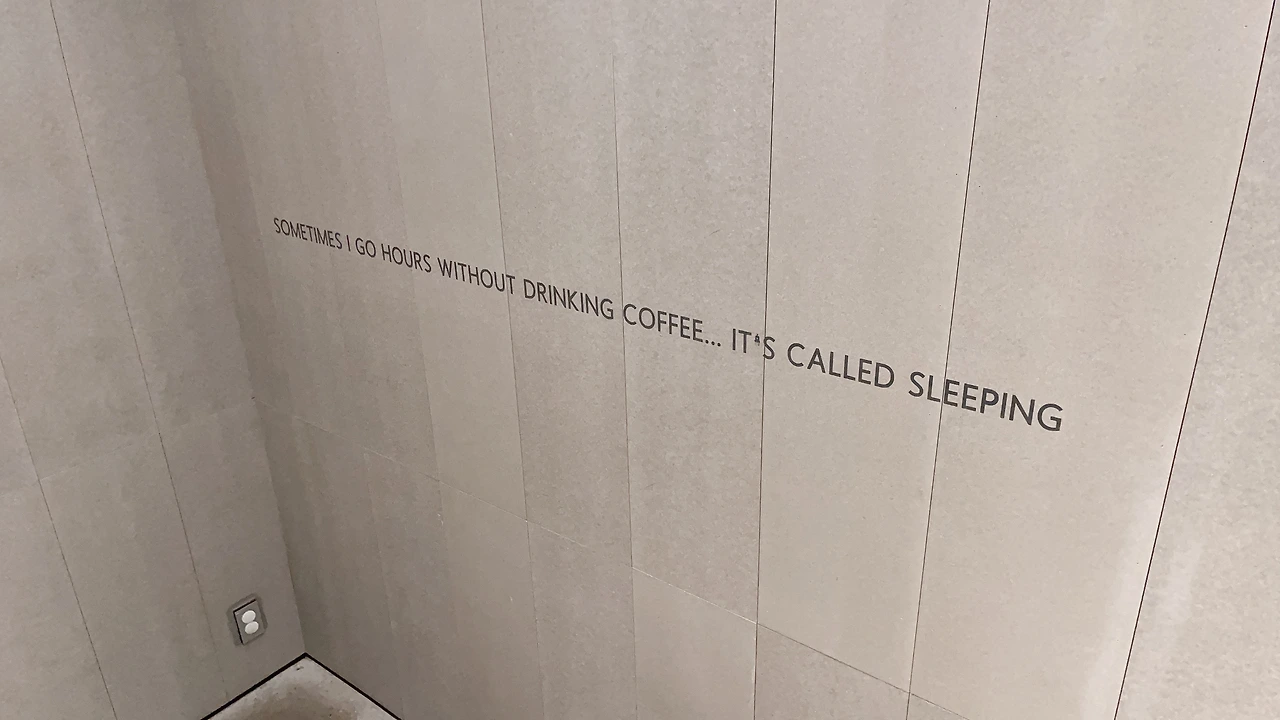 SOMETIMES I GO HOURS WITHOUT DRINKING COFFEE... IT'S CALLED SLEEPING